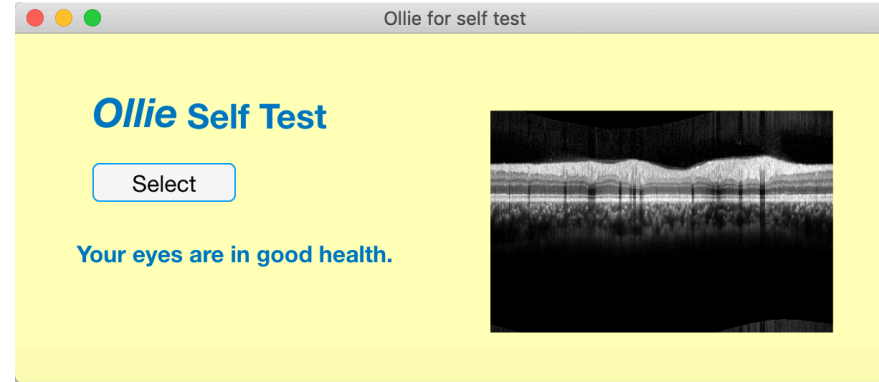 Ollie for self test
Ollie Self Test
Select
Your eyes are in good health.